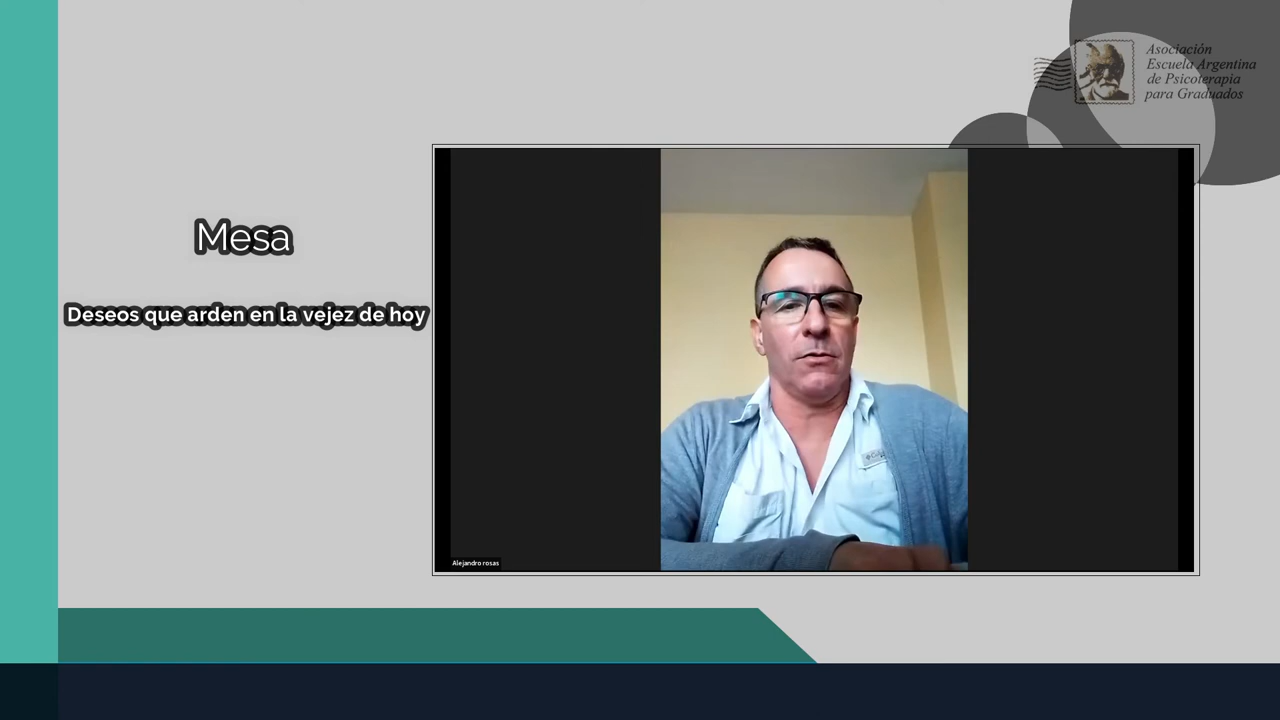 Asociación
Escuela Argentina
de Psicoterapia
para Graduados
Mesa
Deseos que arden en la vejez de hoy
Alejandro rosas